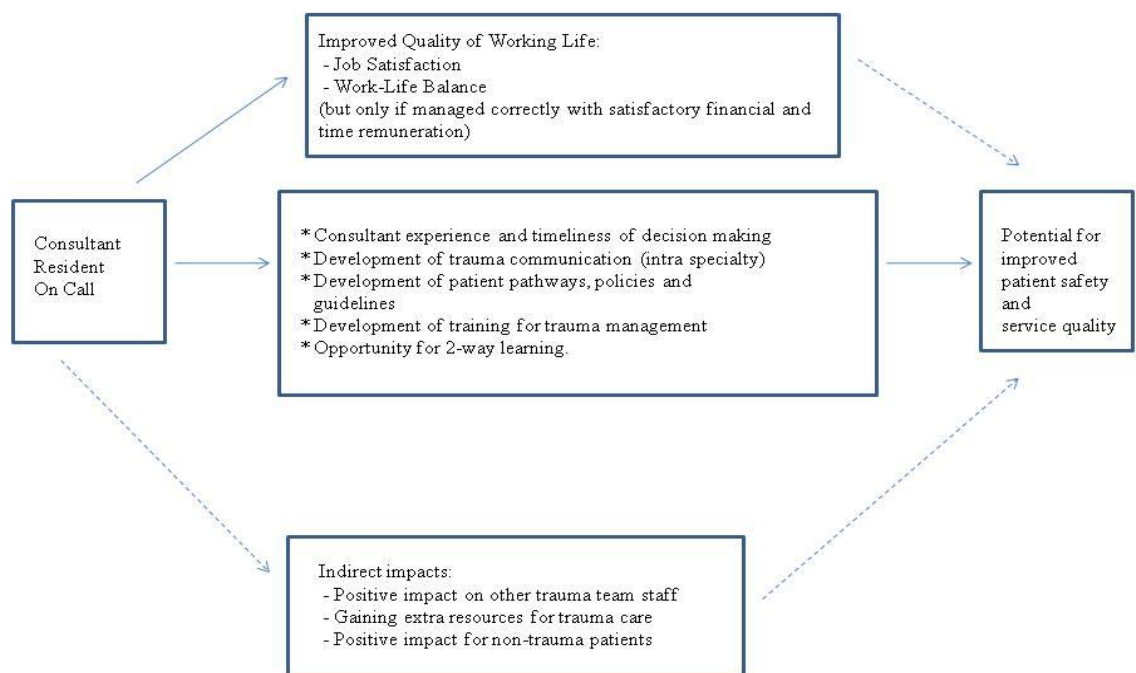 Improved Quality of Working Life:
- Job Satisfaction
- Work-Life Balance
(but only if managed correctly with satisfactory financial and
time remuneration)
Consultant
Resident
On Call
* Consultant experience and timeliness of decision making
* Development of trauma communication (intra specialty)
* Development of patient pathways, policies and
guidelines
* Development of training for trauma management
* Opportunity for 2-way learning.
Potential for
improved
patient safety
and
service quality
Indirect impacts:
- Positive impact on other trauma team staff
- Gaining extra resources for trauma care
- Positive impact for non-trauma patients